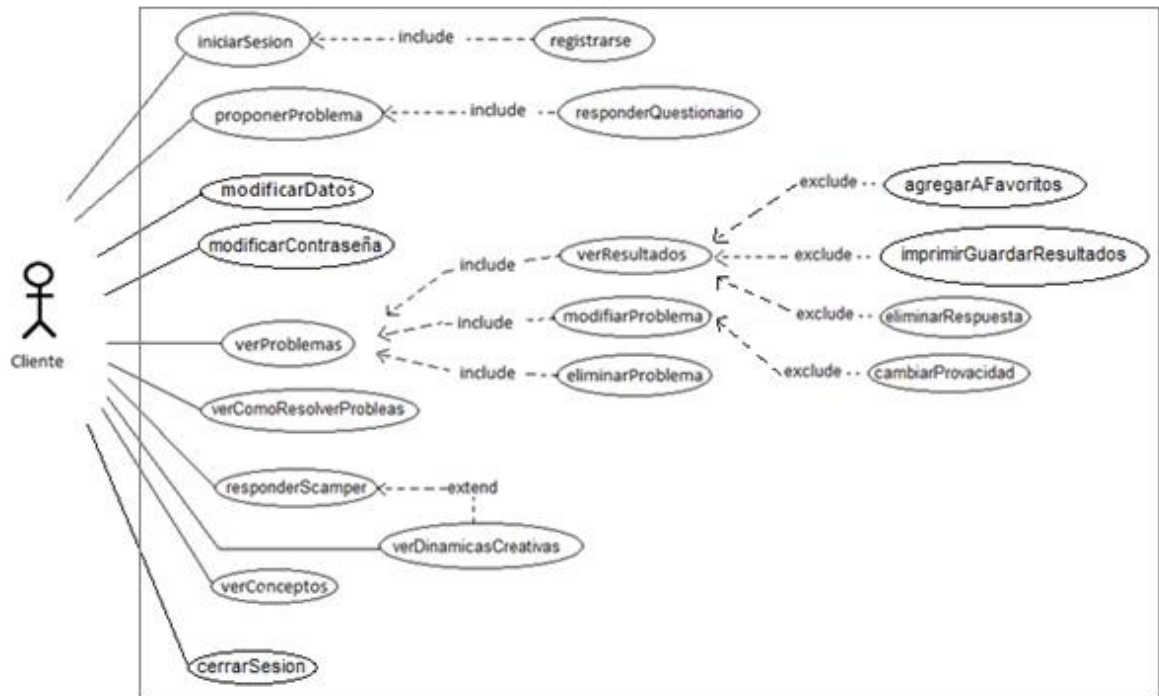 iniciarSesion include registrarse
proponerProblema include responderQuestionario
modificarDatos
exclude agregarAFavoritos
modificarContraseña
include verResultados exclude imprimirGuardarResultados
verProblemas include modifiarProblema exclude eliminarRespuesta
include eliminarProblema exclude cambiarProvacidad
Cliente
verComoResolverProbleas
responderScamper extend
verDinamicasCreativas
verConceptos
cerrarSesion